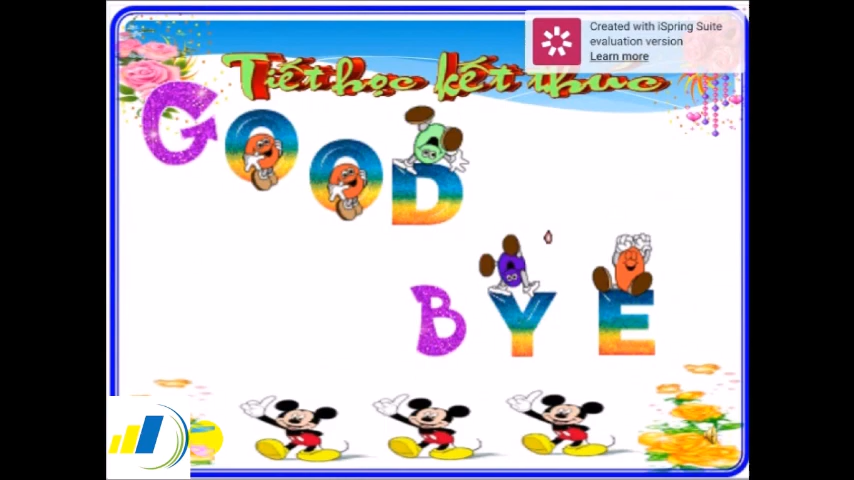 Created with iSpring Suite
evaluation version
Learn more
Tiết học kết thúc
GOOD
BYE